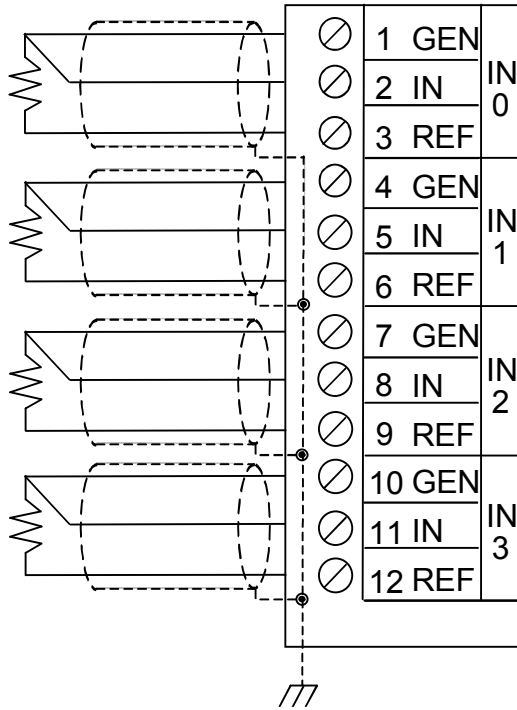 1 GEN
2 IN
3 REF
IN
0
4 GEN
5 IN
6 REF
IN
1
7 GEN
8 IN
9 REF
IN
2
10 GEN
11 IN
12 REF
IN
3